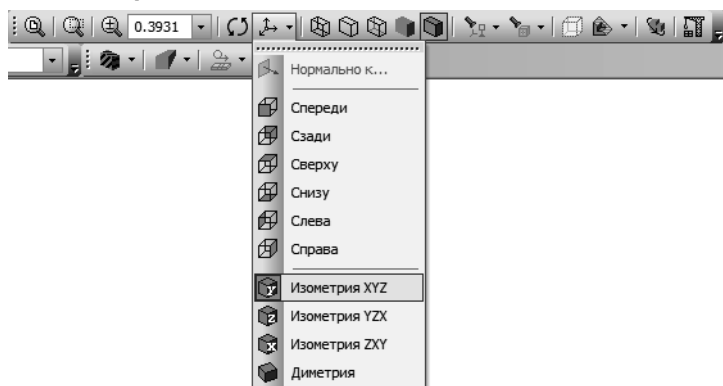 0.3931
Нормально к...
Спереди
Сзади
Сверху
Снизу
Слева
Справа
Изометрия XYZ
Изометрия YZX
Изометрия ZXY
Диметрия